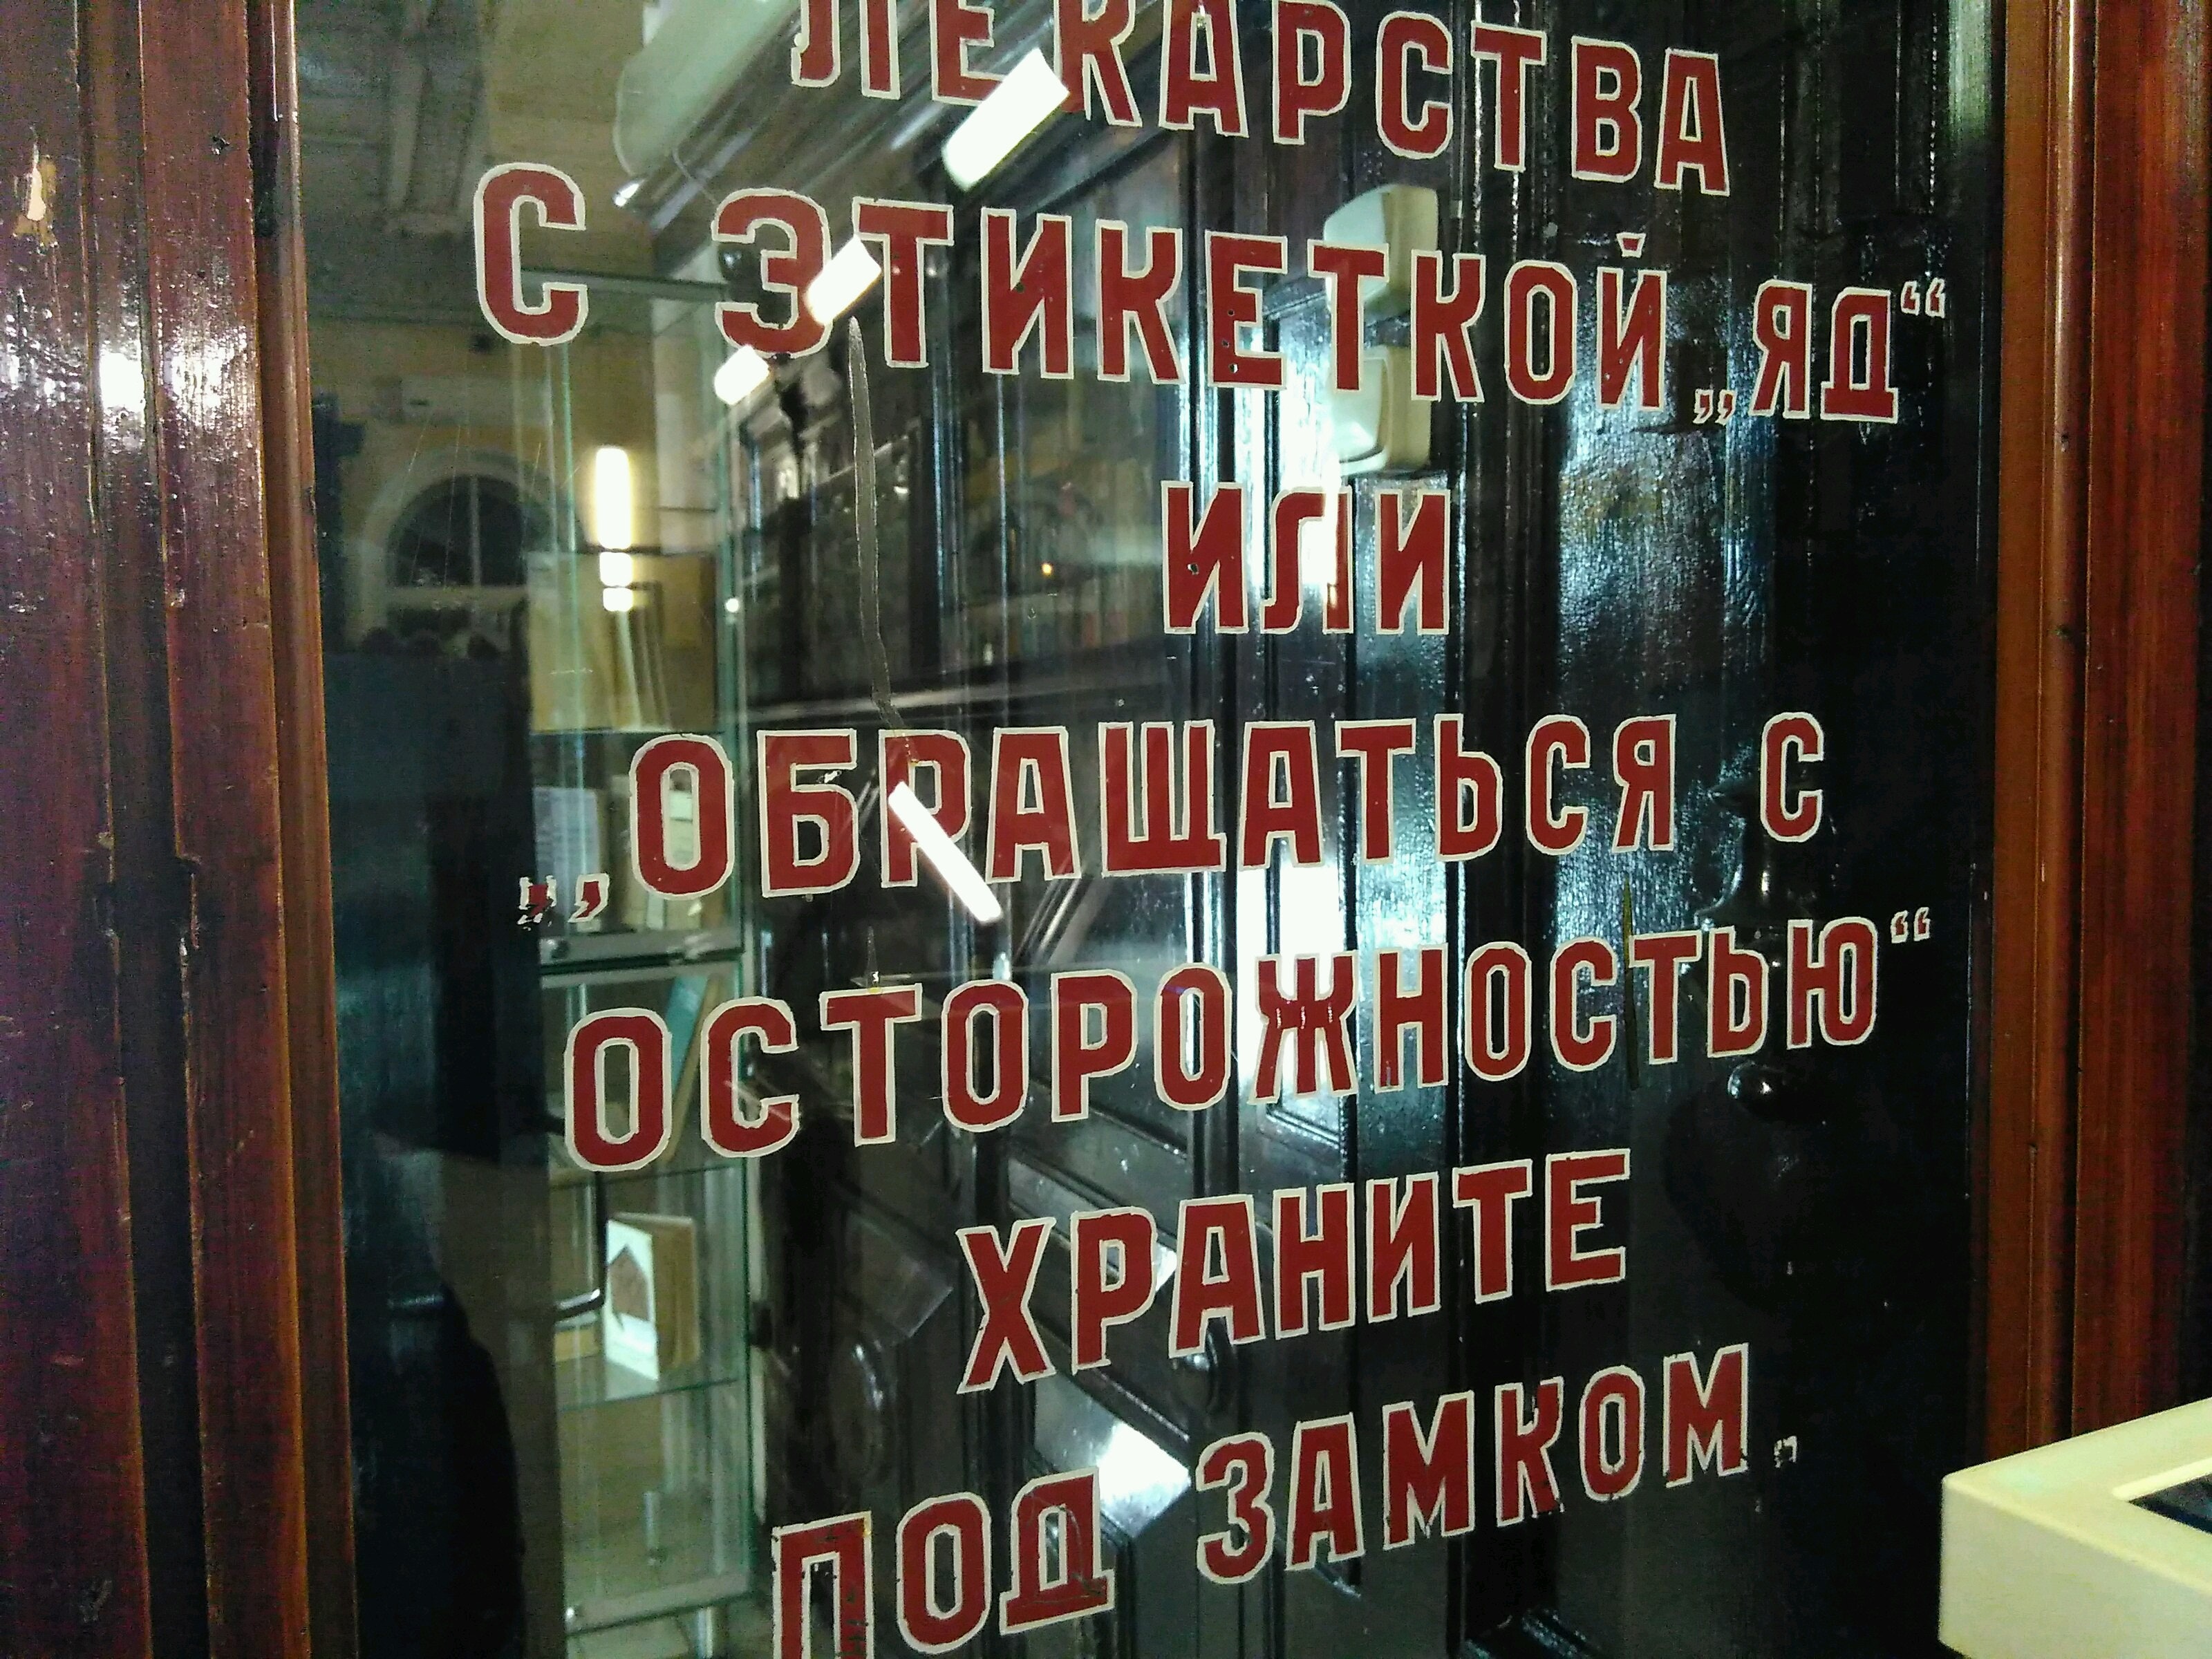 ЛЕКАРСТВА
С ЭТИКЕТКОЙ „ЯД“
ИЛИ
„ОБРАЩАТЬСЯ С
ОСТОРОЖНОСТЬЮ“
ХРАНИТЕ
ПОД ЗАМКОМ.